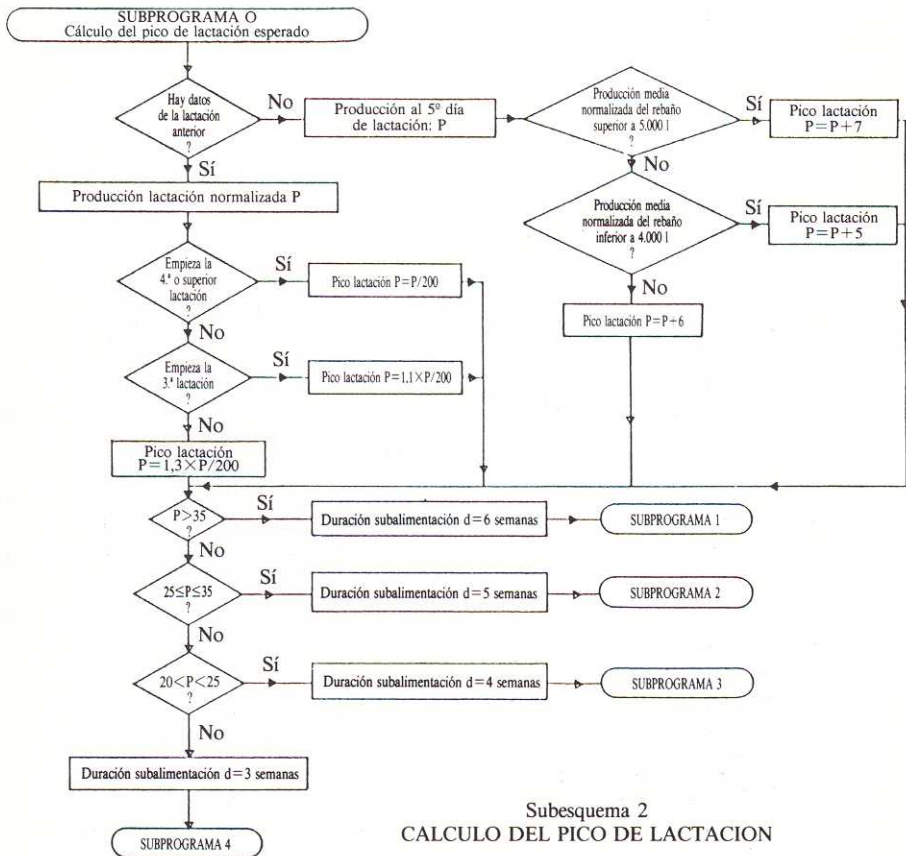 SUBPROGRAMA O
Cálculo del pico de lactación esperado
Hay datos
de la lactación
anterior
?
No
Producción al 5º día
de lactación: P
Producción media
normalizada del rebaño
superior a 5.000 l
?
Sí
Pico lactación
P=P+7
Sí
No
Producción lactación normalizada P
Producción media
normalizada del rebaño
inferior a 4.000 l
?
Sí
Pico lactación
P=P+5
Empieza la
4.ª o superior
lactación
?
Sí
Pico lactación P=P/200
No
Pico lactación P=P+6
No
Empieza la
3.ª lactación
?
Sí
Pico lactación P=1,1×P/200
No
Pico lactación
P=1,3×P/200
P>35
?
Sí
Duración subalimentación d=6 semanas
SUBPROGRAMA 1
No
25≤P≤35
?
Sí
Duración subalimentación d=5 semanas
SUBPROGRAMA 2
No
20<P<25
?
Sí
Duración subalimentación d=4 semanas
SUBPROGRAMA 3
No
Duración subalimentación d=3 semanas
SUBPROGRAMA 4
Subesquema 2
CALCULO DEL PICO DE LACTACION